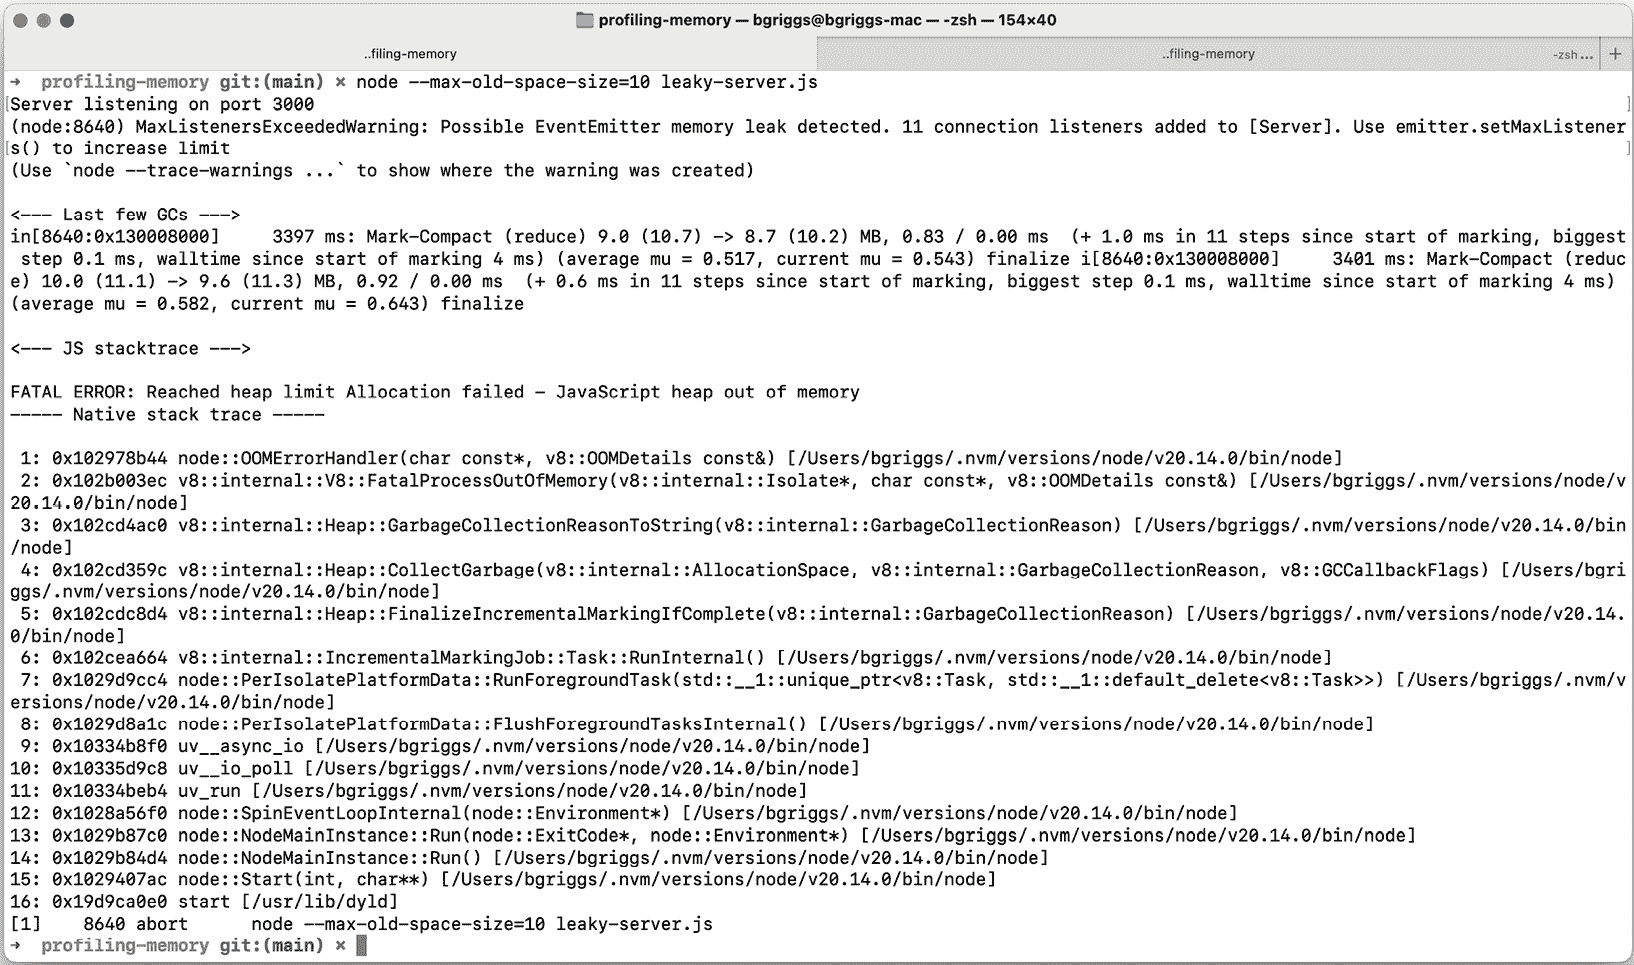 profiling-memory — bgriggs@bgriggs-mac — -zsh — 154×40
..filing-memory
..filing-memory
-zsh ...
+
→ profiling-memory git:(main) × node --max-old-space-size=10 leaky-server.js
[Server listening on port 3000 ]
(node:8640) MaxListenersExceededWarning: Possible EventEmitter memory leak detected. 11 connection listeners added to [Server]. Use emitter.setMaxListener
[s() to increase limit ]
(Use `node --trace-warnings ...` to show where the warning was created)
<--- Last few GCs --->
in[8640:0x130008000]     3397 ms: Mark-Compact (reduce) 9.0 (10.7) -> 8.7 (10.2) MB, 0.83 / 0.00 ms  (+ 1.0 ms in 11 steps since start of marking, biggest
 step 0.1 ms, walltime since start of marking 4 ms) (average mu = 0.517, current mu = 0.543) finalize i[8640:0x130008000]     3401 ms: Mark-Compact (reduc
e) 10.0 (11.1) -> 9.6 (11.3) MB, 0.92 / 0.00 ms  (+ 0.6 ms in 11 steps since start of marking, biggest step 0.1 ms, walltime since start of marking 4 ms)
(average mu = 0.582, current mu = 0.643) finalize
<--- JS stacktrace --->
FATAL ERROR: Reached heap limit Allocation failed - JavaScript heap out of memory
----- Native stack trace -----
 1: 0x102978b44 node::OOMErrorHandler(char const*, v8::OOMDetails const&) [/Users/bgriggs/.nvm/versions/node/v20.14.0/bin/node]
 2: 0x102b003ec v8::internal::V8::FatalProcessOutOfMemory(v8::internal::Isolate*, char const*, v8::OOMDetails const&) [/Users/bgriggs/.nvm/versions/node/v
20.14.0/bin/node]
 3: 0x102cd4ac0 v8::internal::Heap::GarbageCollectionReasonToString(v8::internal::GarbageCollectionReason) [/Users/bgriggs/.nvm/versions/node/v20.14.0/bin
/node]
 4: 0x102cd359c v8::internal::Heap::CollectGarbage(v8::internal::AllocationSpace, v8::internal::GarbageCollectionReason, v8::GCCallbackFlags) [/Users/bgri
ggs/.nvm/versions/node/v20.14.0/bin/node]
 5: 0x102cdc8d4 v8::internal::Heap::FinalizeIncrementalMarkingIfComplete(v8::internal::GarbageCollectionReason) [/Users/bgriggs/.nvm/versions/node/v20.14.
0/bin/node]
 6: 0x102cea664 v8::internal::IncrementalMarkingJob::Task::RunInternal() [/Users/bgriggs/.nvm/versions/node/v20.14.0/bin/node]
 7: 0x1029d9cc4 node::PerIsolatePlatformData::RunForegroundTask(std::__1::unique_ptr<v8::Task, std::__1::default_delete<v8::Task>>) [/Users/bgriggs/.nvm/v
ersions/node/v20.14.0/bin/node]
 8: 0x1029d8a1c node::PerIsolatePlatformData::FlushForegroundTasksInternal() [/Users/bgriggs/.nvm/versions/node/v20.14.0/bin/node]
 9: 0x10334b8f0 uv__async_io [/Users/bgriggs/.nvm/versions/node/v20.14.0/bin/node]
10: 0x10335d9c8 uv__io_poll [/Users/bgriggs/.nvm/versions/node/v20.14.0/bin/node]
11: 0x10334beb4 uv_run [/Users/bgriggs/.nvm/versions/node/v20.14.0/bin/node]
12: 0x1028a56f0 node::SpinEventLoopInternal(node::Environment*) [/Users/bgriggs/.nvm/versions/node/v20.14.0/bin/node]
13: 0x1029b87c0 node::NodeMainInstance::Run(node::ExitCode*, node::Environment*) [/Users/bgriggs/.nvm/versions/node/v20.14.0/bin/node]
14: 0x1029b84d4 node::NodeMainInstance::Run() [/Users/bgriggs/.nvm/versions/node/v20.14.0/bin/node]
15: 0x1029407ac node::Start(int, char**) [/Users/bgriggs/.nvm/versions/node/v20.14.0/bin/node]
16: 0x19d9ca0e0 start [/usr/lib/dyld]
[1]    8640 abort      node --max-old-space-size=10 leaky-server.js
→ profiling-memory git:(main) ×